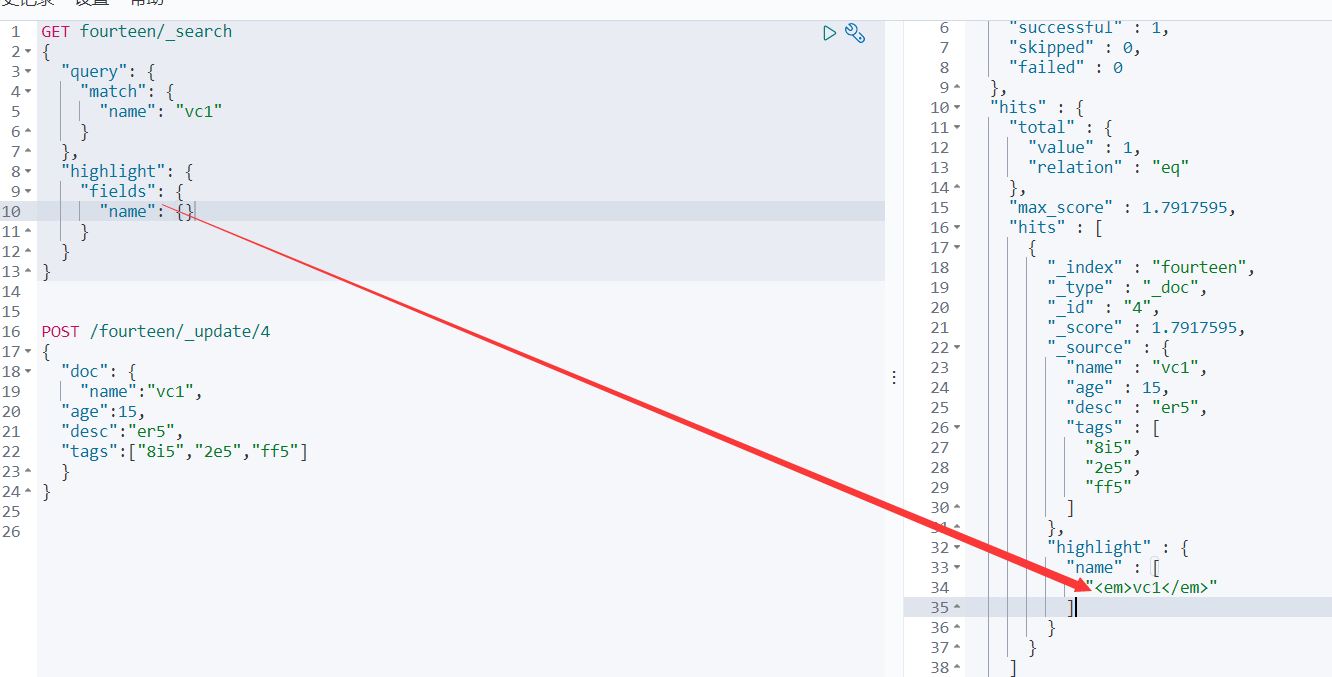 设置 帮助
1 GET fourteen/_search
2 {
3 "query": {
4 "match": {
5 "name": "vc1"
6 }
7 },
8 "highlight": {
9 "fields": {
10 "name": {}
11 }
12 }
13 }
14
15
16 POST /fourteen/_update/4
17 {
18 "doc": {
19 "name":"vc1",
20 "age":15,
21 "desc":"er5",
22 "tags":["8i5","2e5","ff5"]
23 }
24 }
25
26
6 "successful" : 1,
7 "skipped" : 0,
8 "failed" : 0
9 },
10 "hits" : {
11 "total" : {
12 "value" : 1,
13 "relation" : "eq"
14 },
15 "max_score" : 1.7917595,
16 "hits" : [
17 {
18 "_index" : "fourteen",
19 "_type" : "_doc",
20 "_id" : "4",
21 "_score" : 1.7917595,
22 "_source" : {
23 "name" : "vc1",
24 "age" : 15,
25 "desc" : "er5",
26 "tags" : [
27 "8i5",
28 "2e5",
29 "ff5"
30 ]
31 },
32 "highlight" : {
33 "name" : [
34 "<em>vc1</em>"
35 ]
36 }
37 }
38 ]